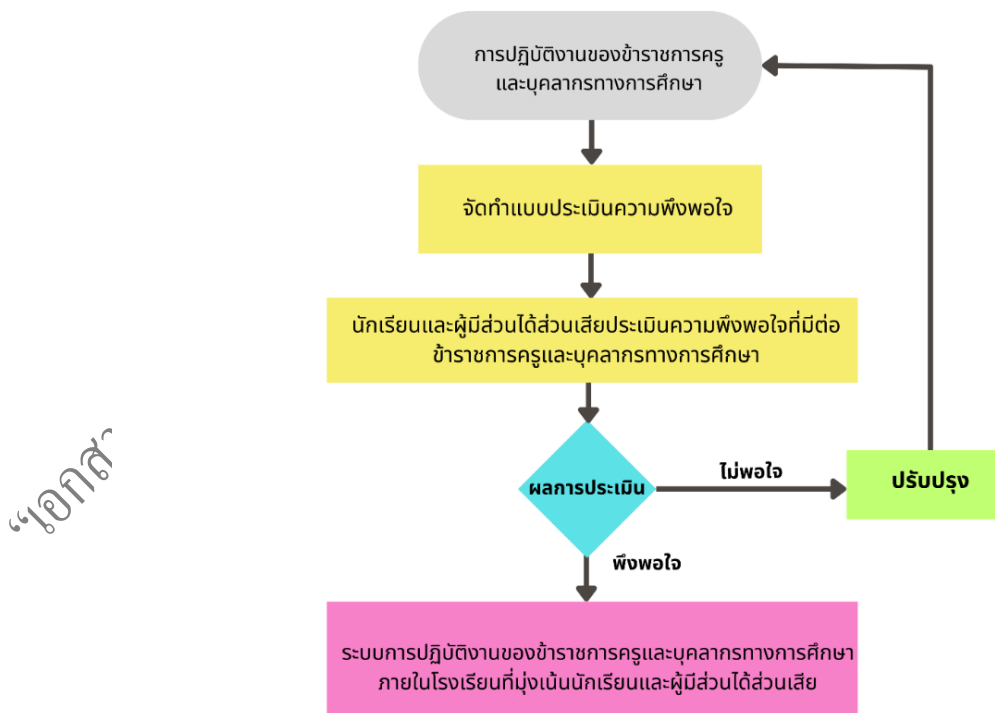 การปฏิบัติงานของข้าราชการครู
และบุคลากรทางการศึกษา
จัดทำแบบประเมินความพึงพอใจ
นักเรียนและผู้มีส่วนได้ส่วนเสียประเมินความพึงพอใจที่มีต่อ
ข้าราชการครูและบุคลากรทางการศึกษา
ผลการประเมิน
ไม่พอใจ
ปรับปรุง
พึงพอใจ
ระบบการปฏิบัติงานของข้าราชการครูและบุคลากรทางการศึกษา
ภายในโรงเรียนที่มุ่งเน้นนักเรียนและผู้มีส่วนได้ส่วนเสีย